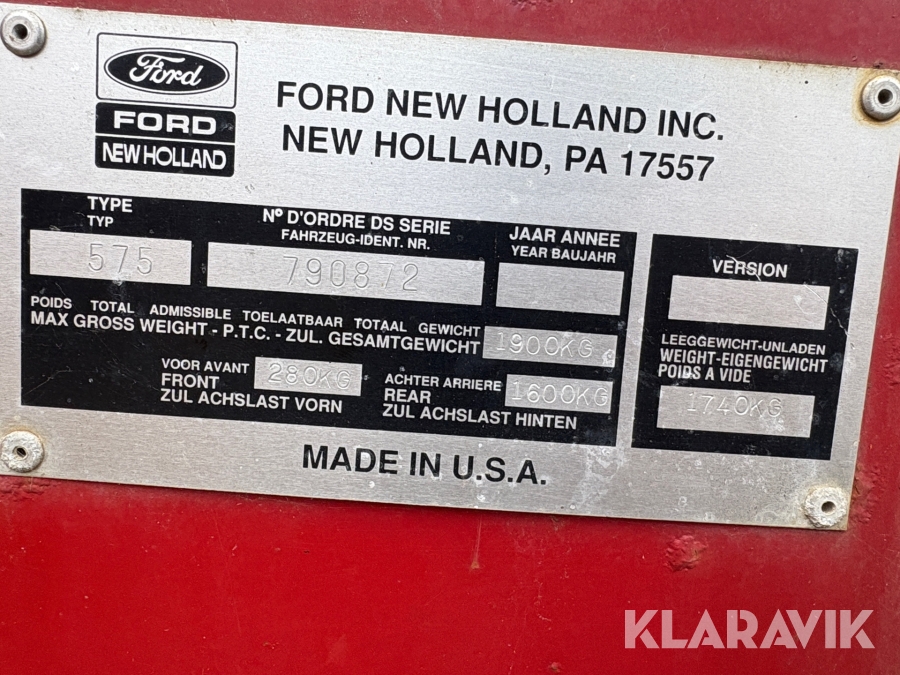 Ford
FORD
NEW HOLLAND
FORD NEW HOLLAND INC.
NEW HOLLAND, PA 17557
TYPE
TYP
575
Nº D'ORDRE DS SERIE
FAHRZEUG-IDENT. NR.
790872
JAAR ANNEE
YEAR BAUJAHR
VERSION
POIDS TOTAL ADMISSIBLE TOELAATBAAR TOTAAL GEWICHT
MAX GROSS WEIGHT - P.T.C. - ZUL. GESAMTGEWICHT
1900KG
VOOR AVANT
FRONT
ZUL ACHSLAST VORN
280KG
ACHTER ARRIERE
REAR
ZUL ACHSLAST HINTEN
1600KG
LEEGGEWICHT-UNLADEN
WEIGHT-EIGENGEWICHT
POIDS A VIDE
1740KG
MADE IN U.S.A.
KLARAVIK